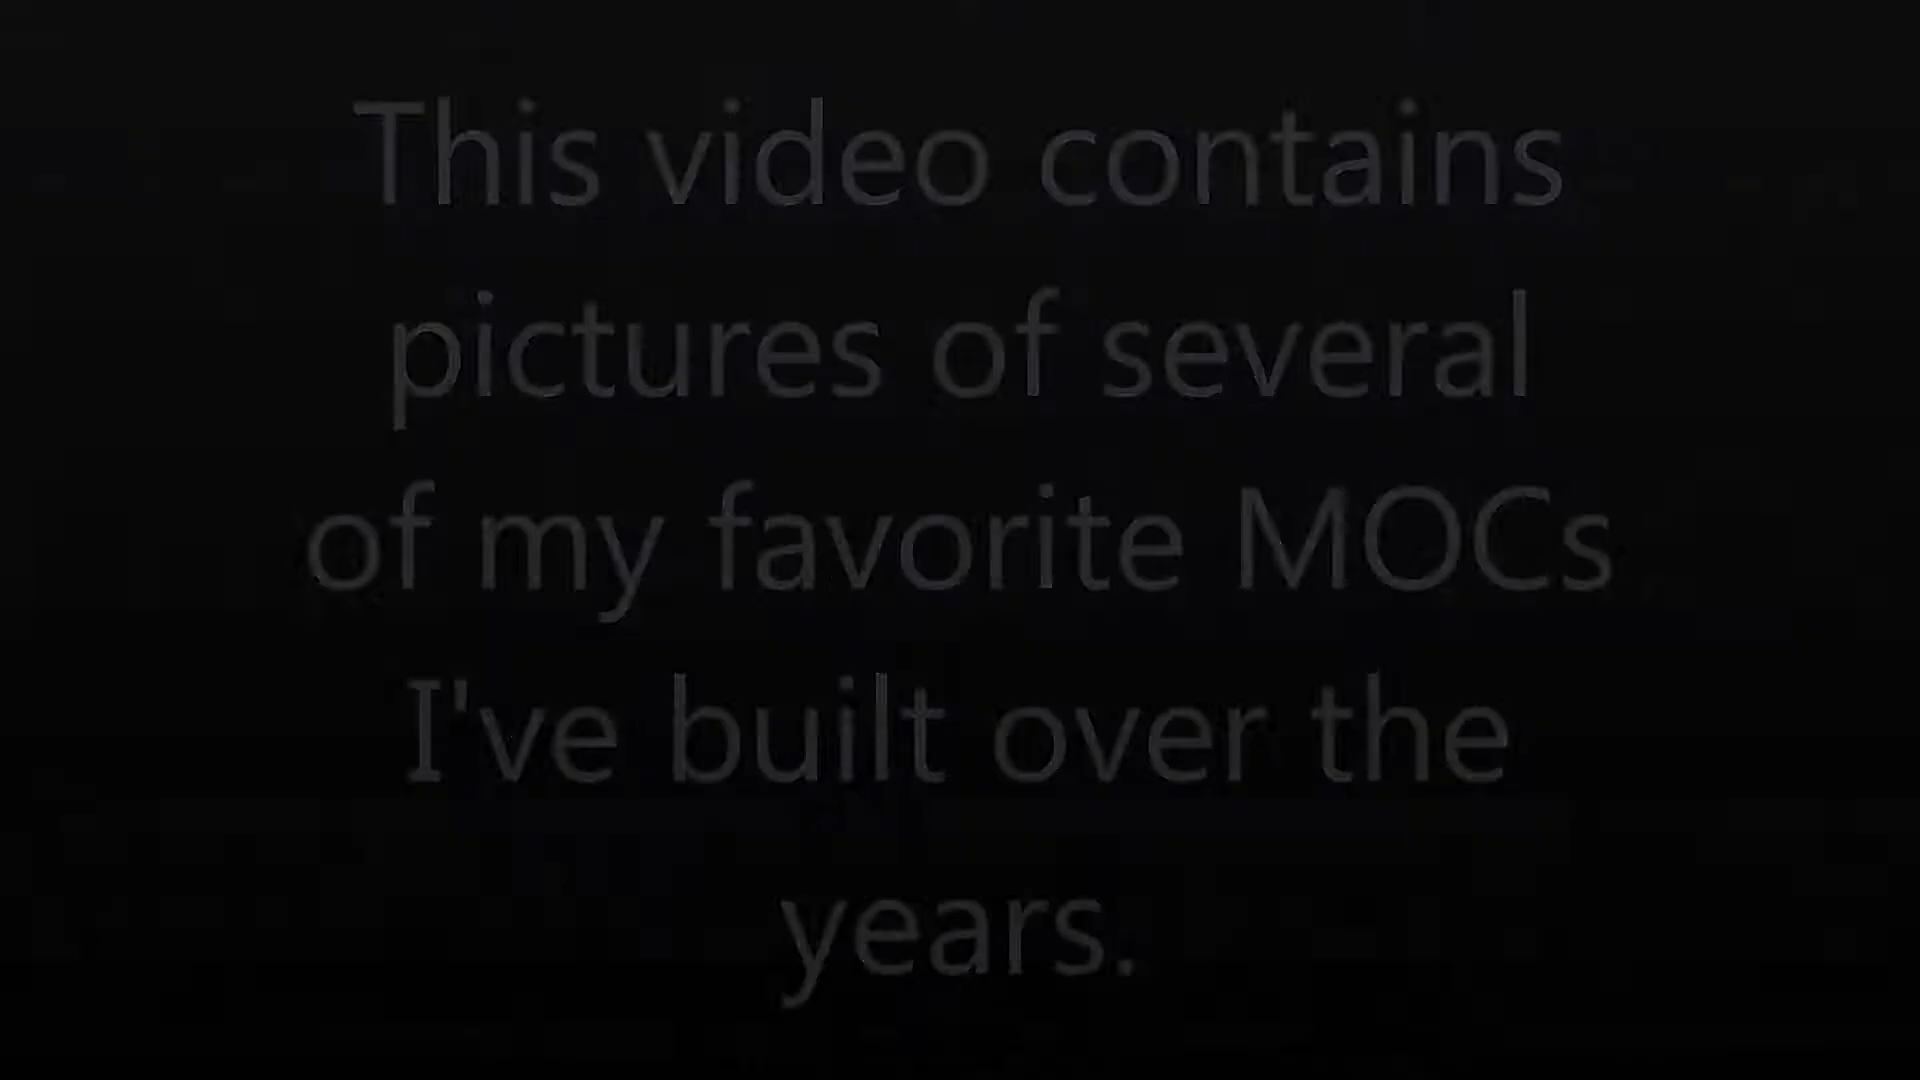 This video contains
pictures of several
of my favorite MOCs
I've built over the
years.